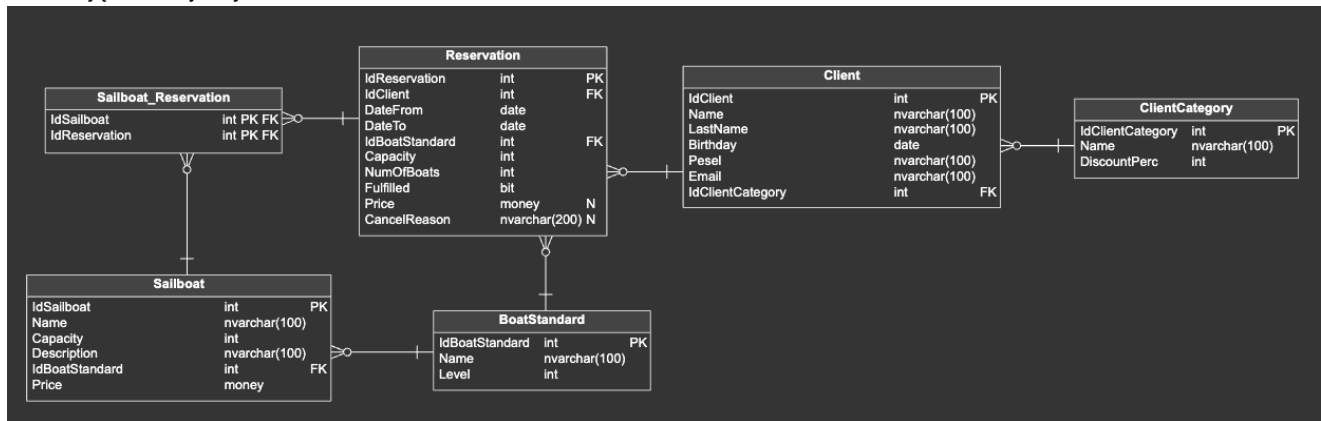 Reservation
IdReservation int PK
IdClient int FK
DateFrom date
DateTo date
IdBoatStandard int FK
Capacity int
NumOfBoats int
Fulfilled bit
Price money N
CancelReason nvarchar(200) N
Sailboat_Reservation
IdSailboat int PK FK
IdReservation int PK FK
Client
IdClient int PK
Name nvarchar(100)
LastName nvarchar(100)
Birthday date
Pesel nvarchar(100)
Email nvarchar(100)
IdClientCategory int FK
ClientCategory
IdClientCategory int PK
Name nvarchar(100)
DiscountPerc int
Sailboat
IdSailboat int PK
Name nvarchar(100)
Capacity int
Description nvarchar(100)
IdBoatStandard int FK
Price money
BoatStandard
IdBoatStandard int PK
Name nvarchar(100)
Level int